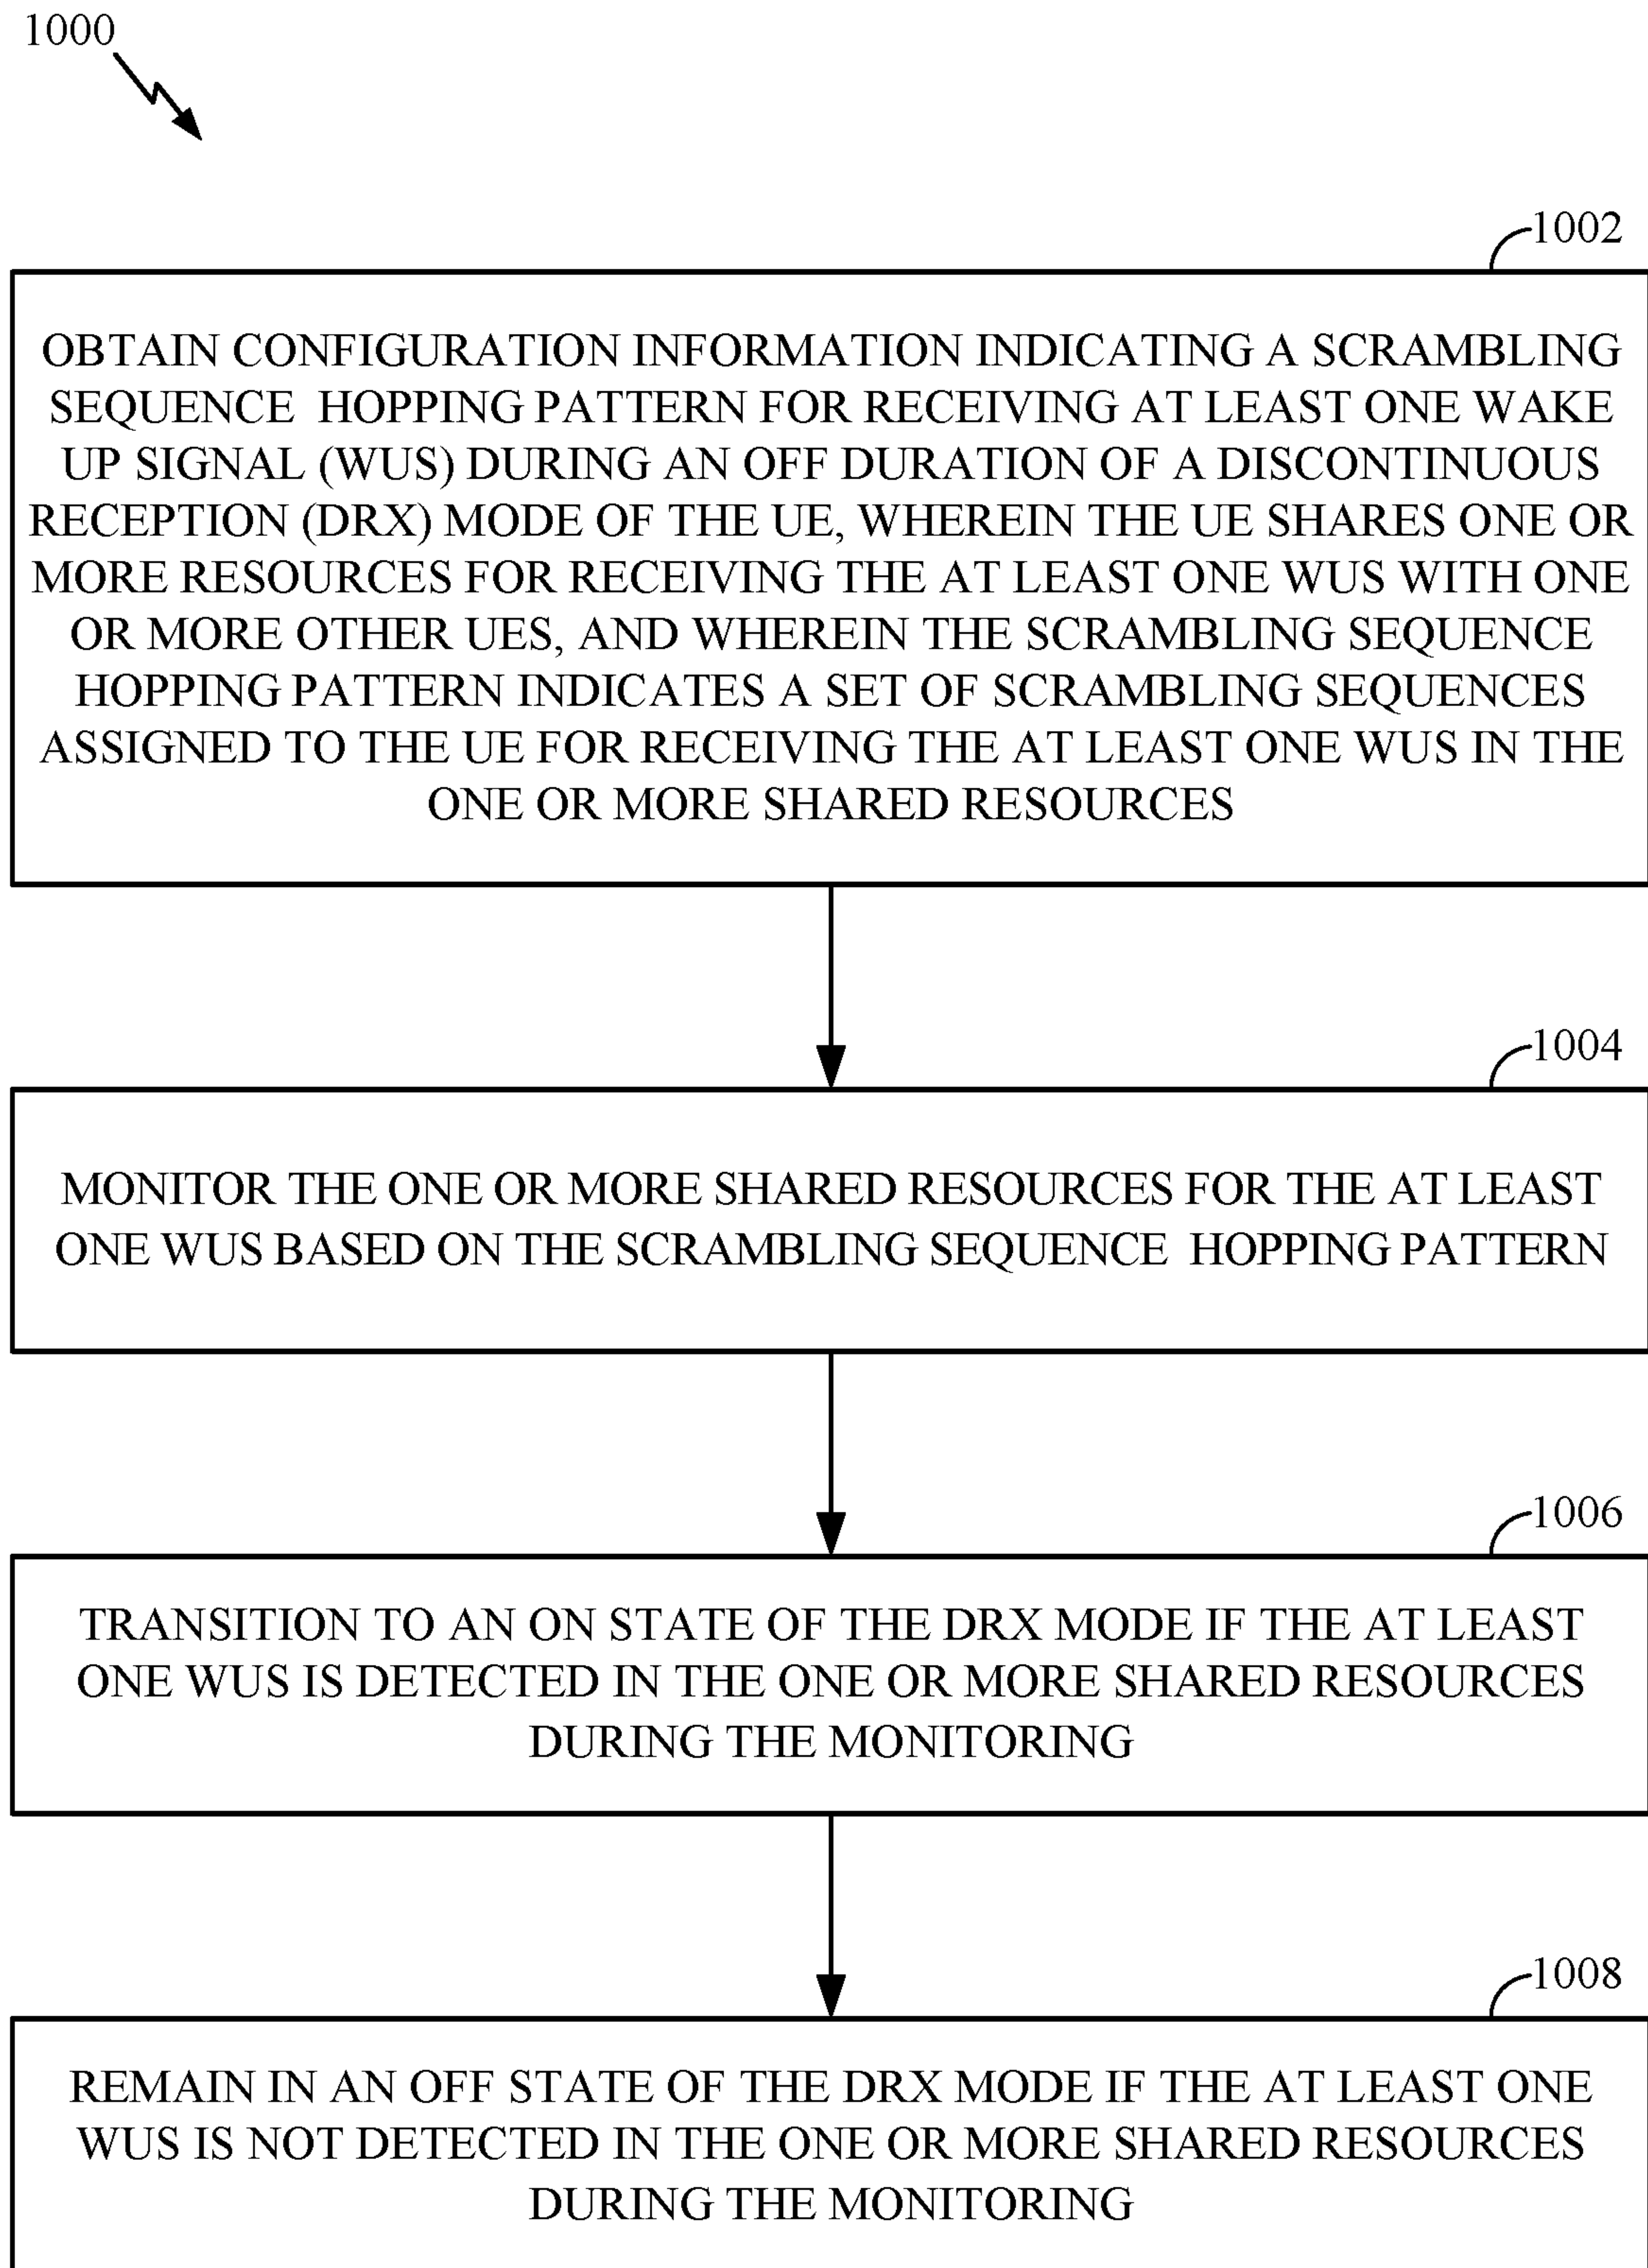 1000
1002
OBTAIN CONFIGURATION INFORMATION INDICATING A SCRAMBLING
SEQUENCE HOPPING PATTERN FOR RECEIVING AT LEAST ONE WAKE
UP SIGNAL (WUS) DURING AN OFF DURATION OF A DISCONTINUOUS
RECEPTION (DRX) MODE OF THE UE, WHEREIN THE UE SHARES ONE OR
MORE RESOURCES FOR RECEIVING THE AT LEAST ONE WUS WITH ONE
OR MORE OTHER UES, AND WHEREIN THE SCRAMBLING SEQUENCE
HOPPING PATTERN INDICATES A SET OF SCRAMBLING SEQUENCES
ASSIGNED TO THE UE FOR RECEIVING THE AT LEAST ONE WUS IN THE
ONE OR MORE SHARED RESOURCES
1004
MONITOR THE ONE OR MORE SHARED RESOURCES FOR THE AT LEAST
ONE WUS BASED ON THE SCRAMBLING SEQUENCE HOPPING PATTERN
1006
TRANSITION TO AN ON STATE OF THE DRX MODE IF THE AT LEAST
ONE WUS IS DETECTED IN THE ONE OR MORE SHARED RESOURCES
DURING THE MONITORING
1008
REMAIN IN AN OFF STATE OF THE DRX MODE IF THE AT LEAST ONE
WUS IS NOT DETECTED IN THE ONE OR MORE SHARED RESOURCES
DURING THE MONITORING